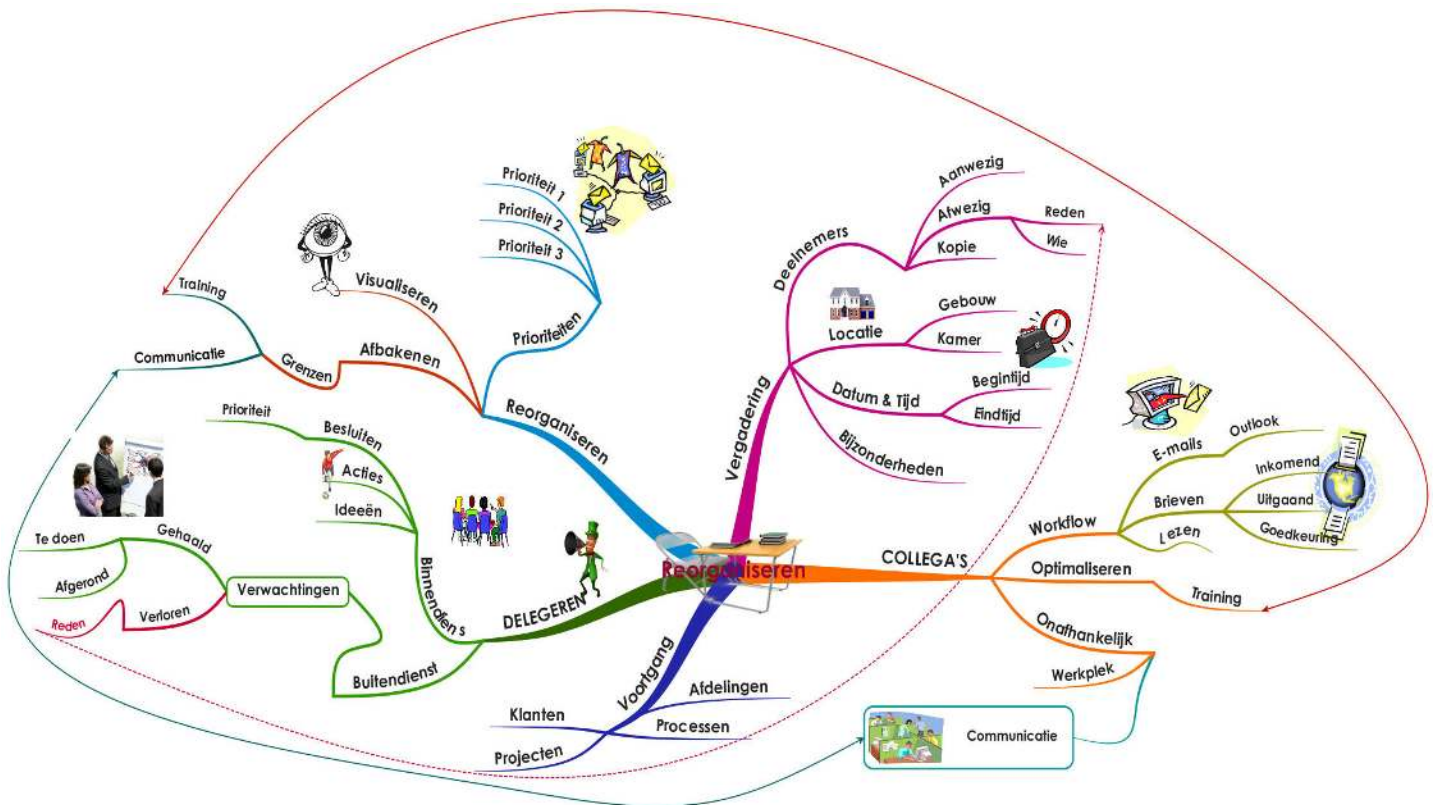 Reorganiseren
Reorganiseren
Prioriteiten
Prioriteit 1
Prioriteit 2
Prioriteit 3
Visualiseren
Afbakenen
Grenzen
Training
Communicatie
Vergadering
Deelnemers
Aanwezig
Afwezig
Reden
Wie
Kopie
Locatie
Gebouw
Kamer
Datum & Tijd
Begintijd
Eindtijd
Bijzonderheden
COLLEGA'S
Workflow
E-mails
Outlook
Brieven
Inkomend
Uitgaand
Goedkeuring
Lezen
Optimaliseren
Training
Onafhankelijk
Werkplek
Communicatie
Voortgang
Afdelingen
Processen
Klanten
Projecten
DELEGEREN
Binnendiens
Besluiten
Prioriteit
Acties
Ideeën
Buitendienst
Verwachtingen
Gehaald
Te doen
Afgerond
Verloren
Reden